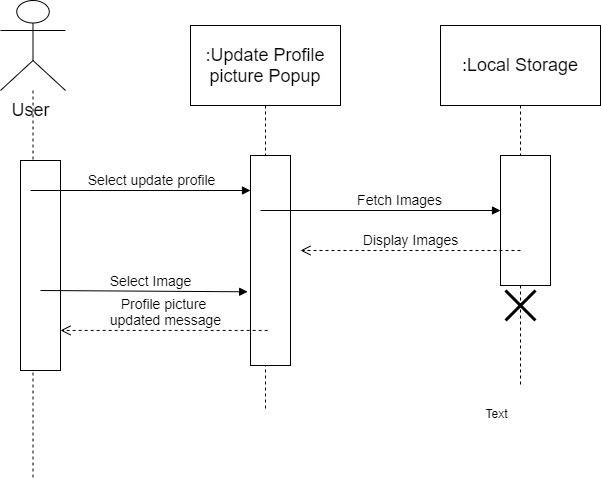 :Update Profile
picture Popup
:Local Storage
User
Select update profile
Fetch Images
Display Images
Select Image
Profile picture
updated message
Text